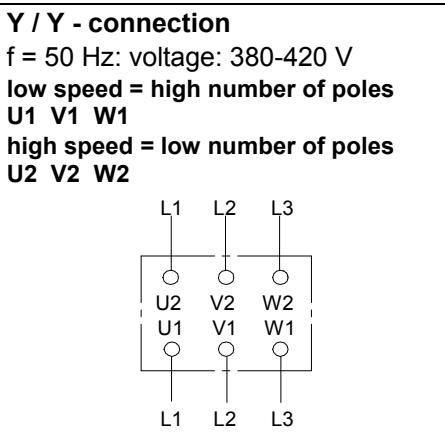 Y / Y - connection
f = 50 Hz: voltage: 380-420 V
low speed = high number of poles
U1 V1 W1
high speed = low number of poles
U2 V2 W2
L1 L2 L3
U2 V2 W2
U1 V1 W1
L1 L2 L3